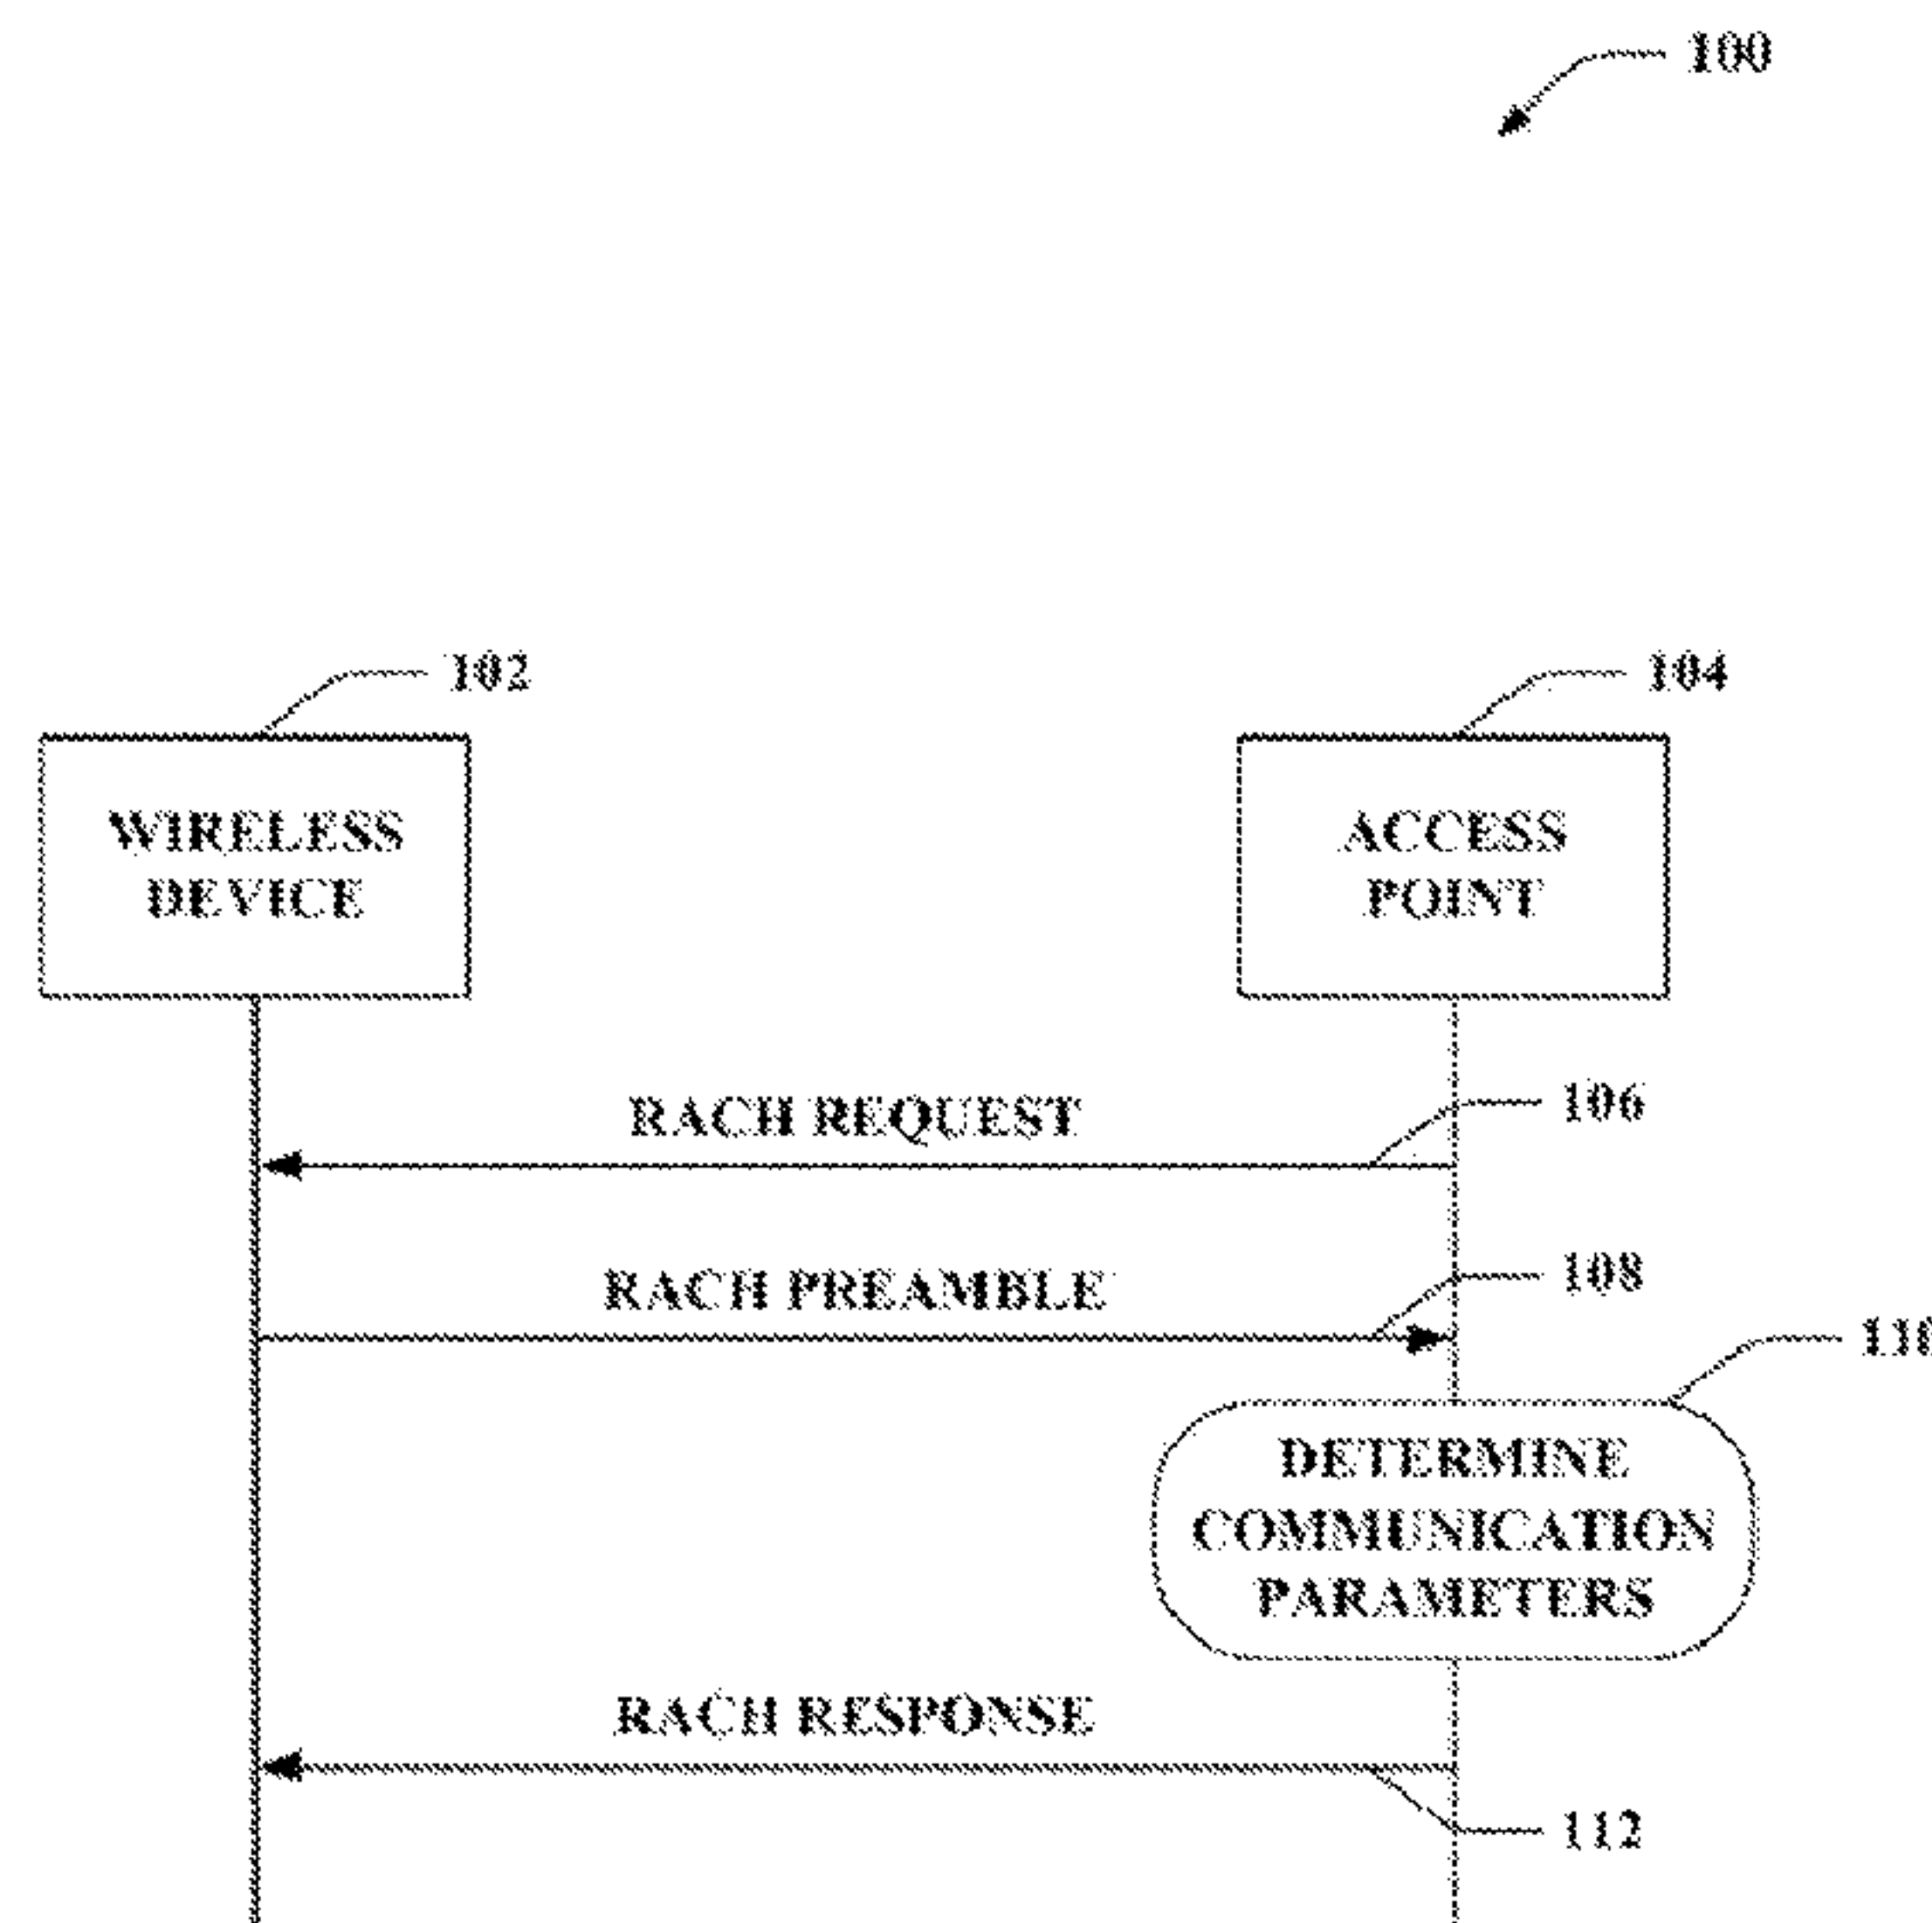 100
102
104
WIRELESS
DEVICE
ACCESS
POINT
RACH REQUEST
106
RACH PREAMBLE
108
110
DETERMINE
COMMUNICATION
PARAMETERS
RACH RESPONSE
112